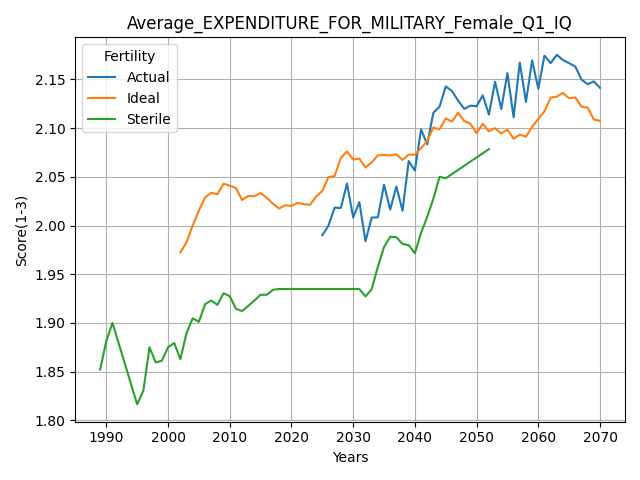 Average_EXPENDITURE_FOR_MILITARY_Female_Q1_IQ
Fertility
Actual
Ideal
Sterile
Score(1-3)
2.15
2.10
2.05
2.00
1.95
1.90
1.85
1.80
1990 2000 2010 2020 2030 2040 2050 2060 2070
Years